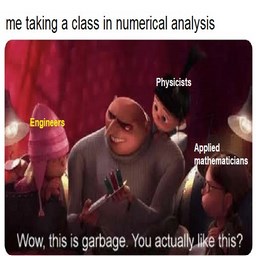 me taking a class in numerical analysis
Physicists
Engineers
Applied
mathematicians
Wow, this is garbage. You actually like this?